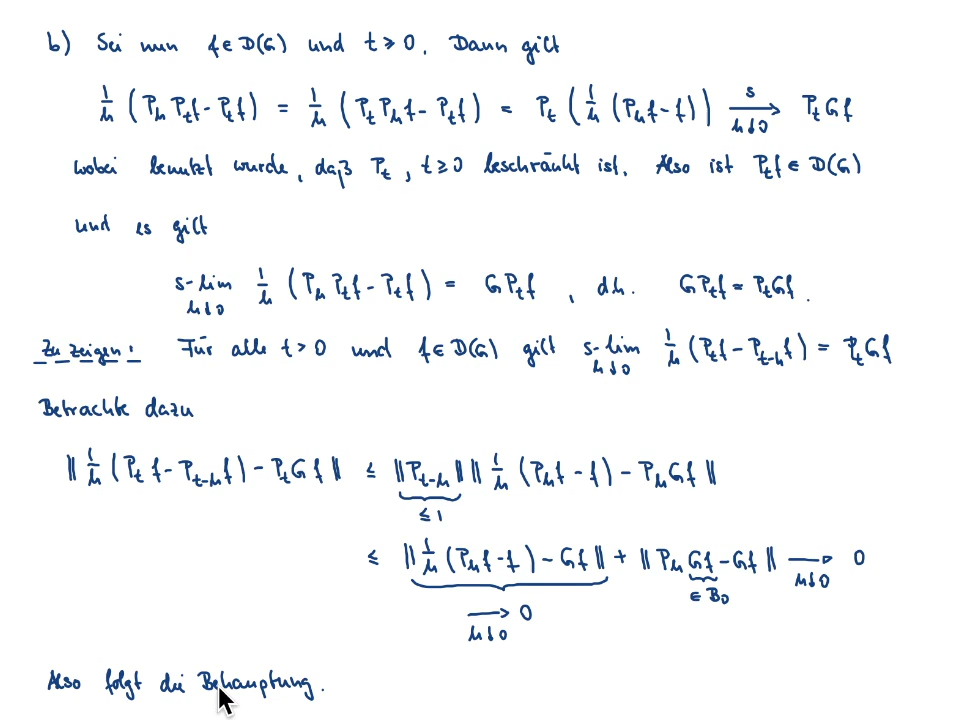 b) Sei nun f ∈ D(G) und t > 0. Dann gilt
1/h (P_h P_t f - P_t f) = 1/h (P_t P_h f - P_t f) = P_t (1/h (P_h f - f)) →^s_{h↓0} P_t G f
wobei benutzt wurde, daß P_t, t ≥ 0 beschränkt ist. Also ist P_t f ∈ D(G)
und es gilt
s-lim_{h↓0} 1/h (P_h P_t f - P_t f) = G P_t f , d.h. G P_t f = P_t G f .
Zu zeigen: Für alle t > 0 und f ∈ D(G) gilt s-lim_{h↓0} 1/h (P_t f - P_{t-h} f) = P_t G f
Betrachte dazu
‖ 1/h (P_t f - P_{t-h} f) - P_t G f ‖ ≤ ‖P_{t-h}‖ ‖ 1/h (P_h f - f) - P_h G f ‖
≤ 1
≤ ‖ 1/h (P_h f - f) - G f ‖ + ‖ P_h G f - G f ‖ →_{h↓0} 0
∈ B_0
→_{h↓0} 0
Also folgt die Behauptung.